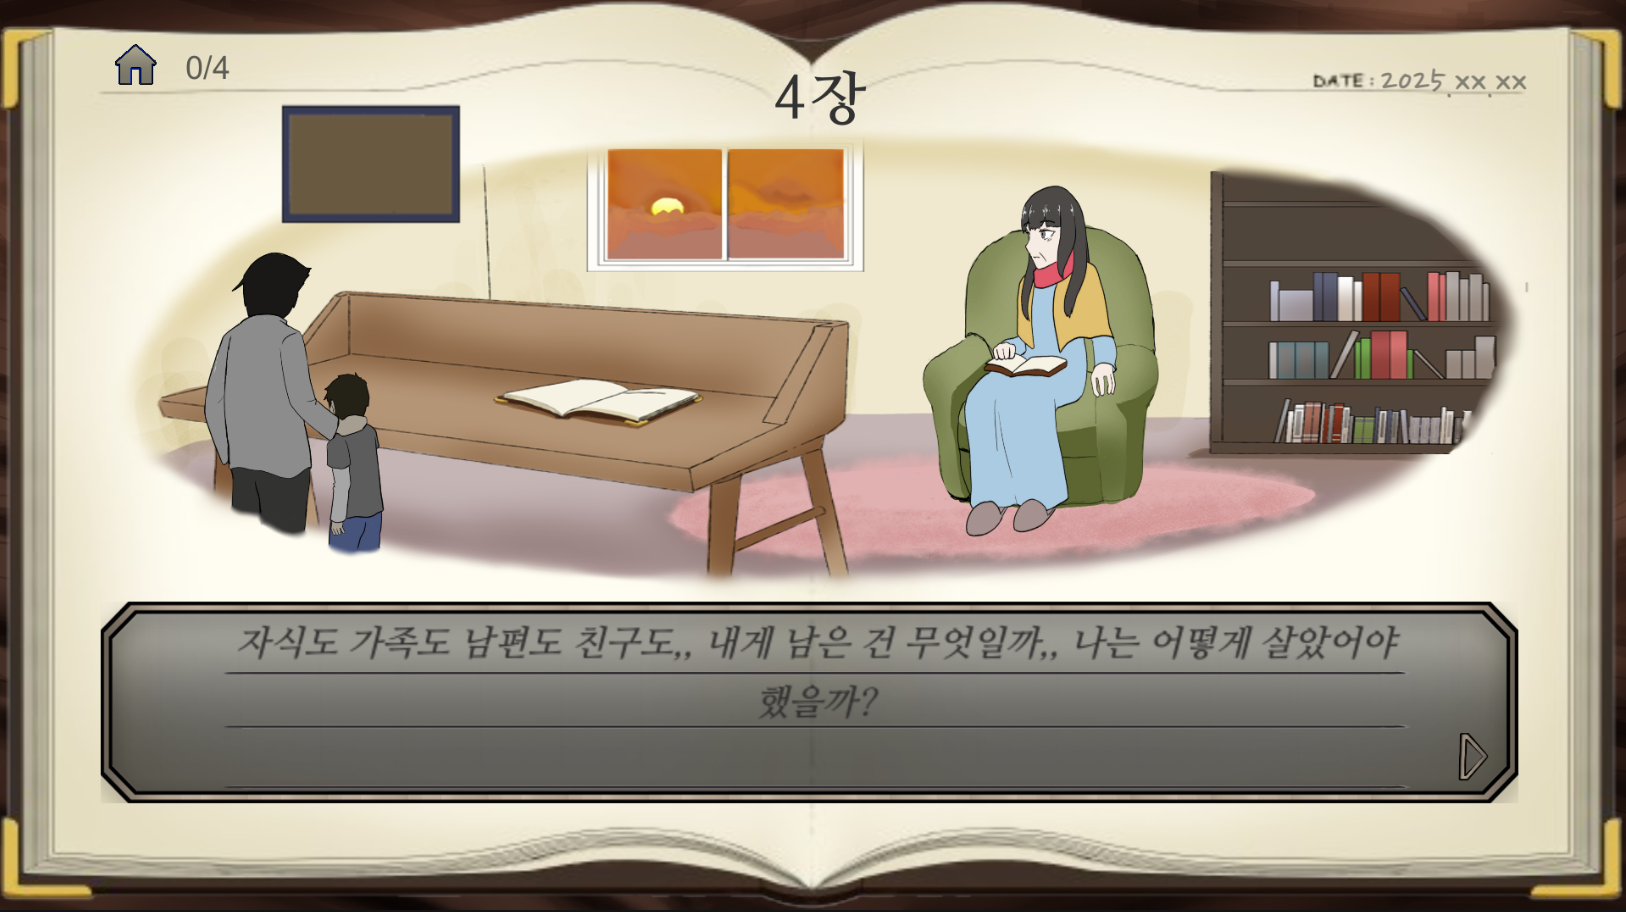 0/4
4장
DATE : 2025.xx.xx
자식도 가족도 남편도 친구도,, 내게 남은 건 무엇일까,, 나는 어떻게 살았어야
했을까?